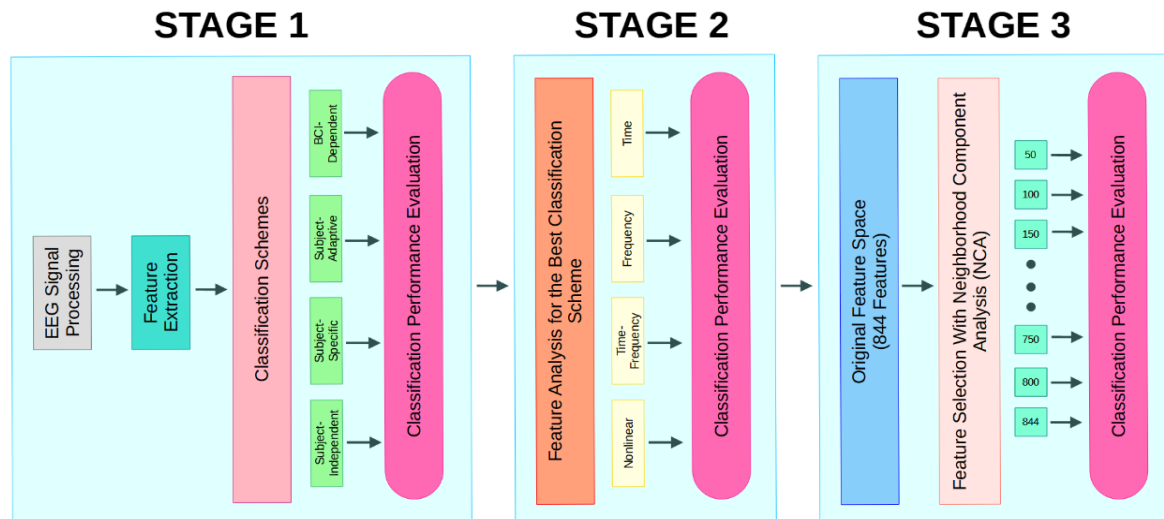 STAGE 1
EEG Signal
Processing
Feature
Extraction
Classification Schemes
BCI-
Dependent
Subject-
Adaptive
Subject-
Specific
Subject-
Independent
Classification Performance Evaluation
STAGE 2
Feature Analysis for the Best Classification
Scheme
Time
Frequency
Time-
Frequency
Nonlinear
Classification Performance Evaluation
STAGE 3
Original Feature Space
(844 Features)
Feature Selection With Neighborhood Component
Analysis (NCA)
50
100
150
750
800
844
Classification Performance Evaluation